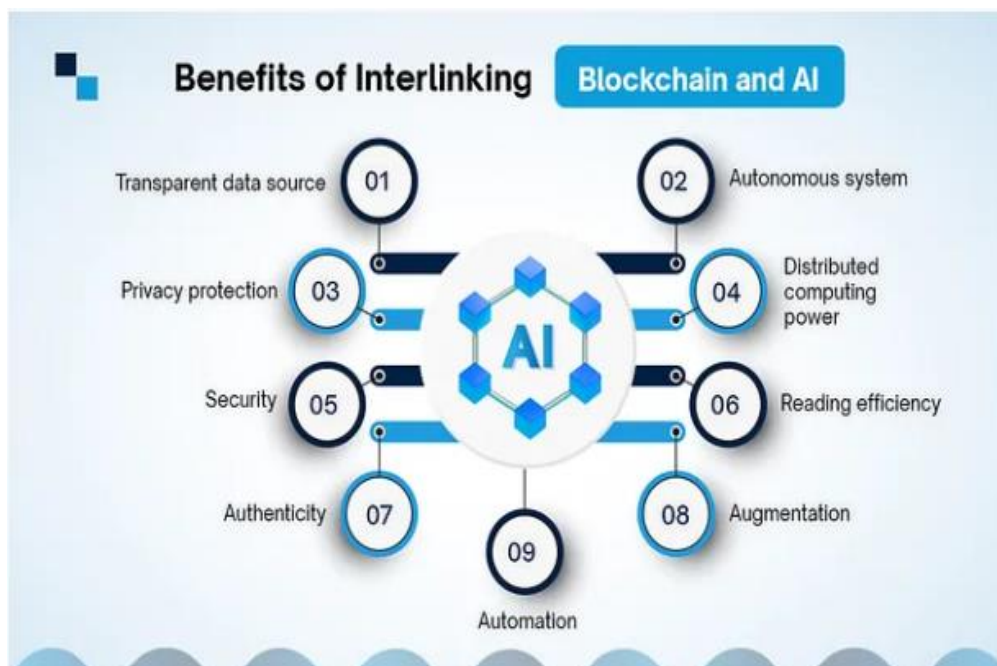 Benefits of Interlinking Blockchain and AI
Transparent data source
01
02
Autonomous system
Privacy protection
03
04
Distributed
computing
power
Security
05
06
Reading efficiency
AI
Authenticity
07
08
Augmentation
09
Automation